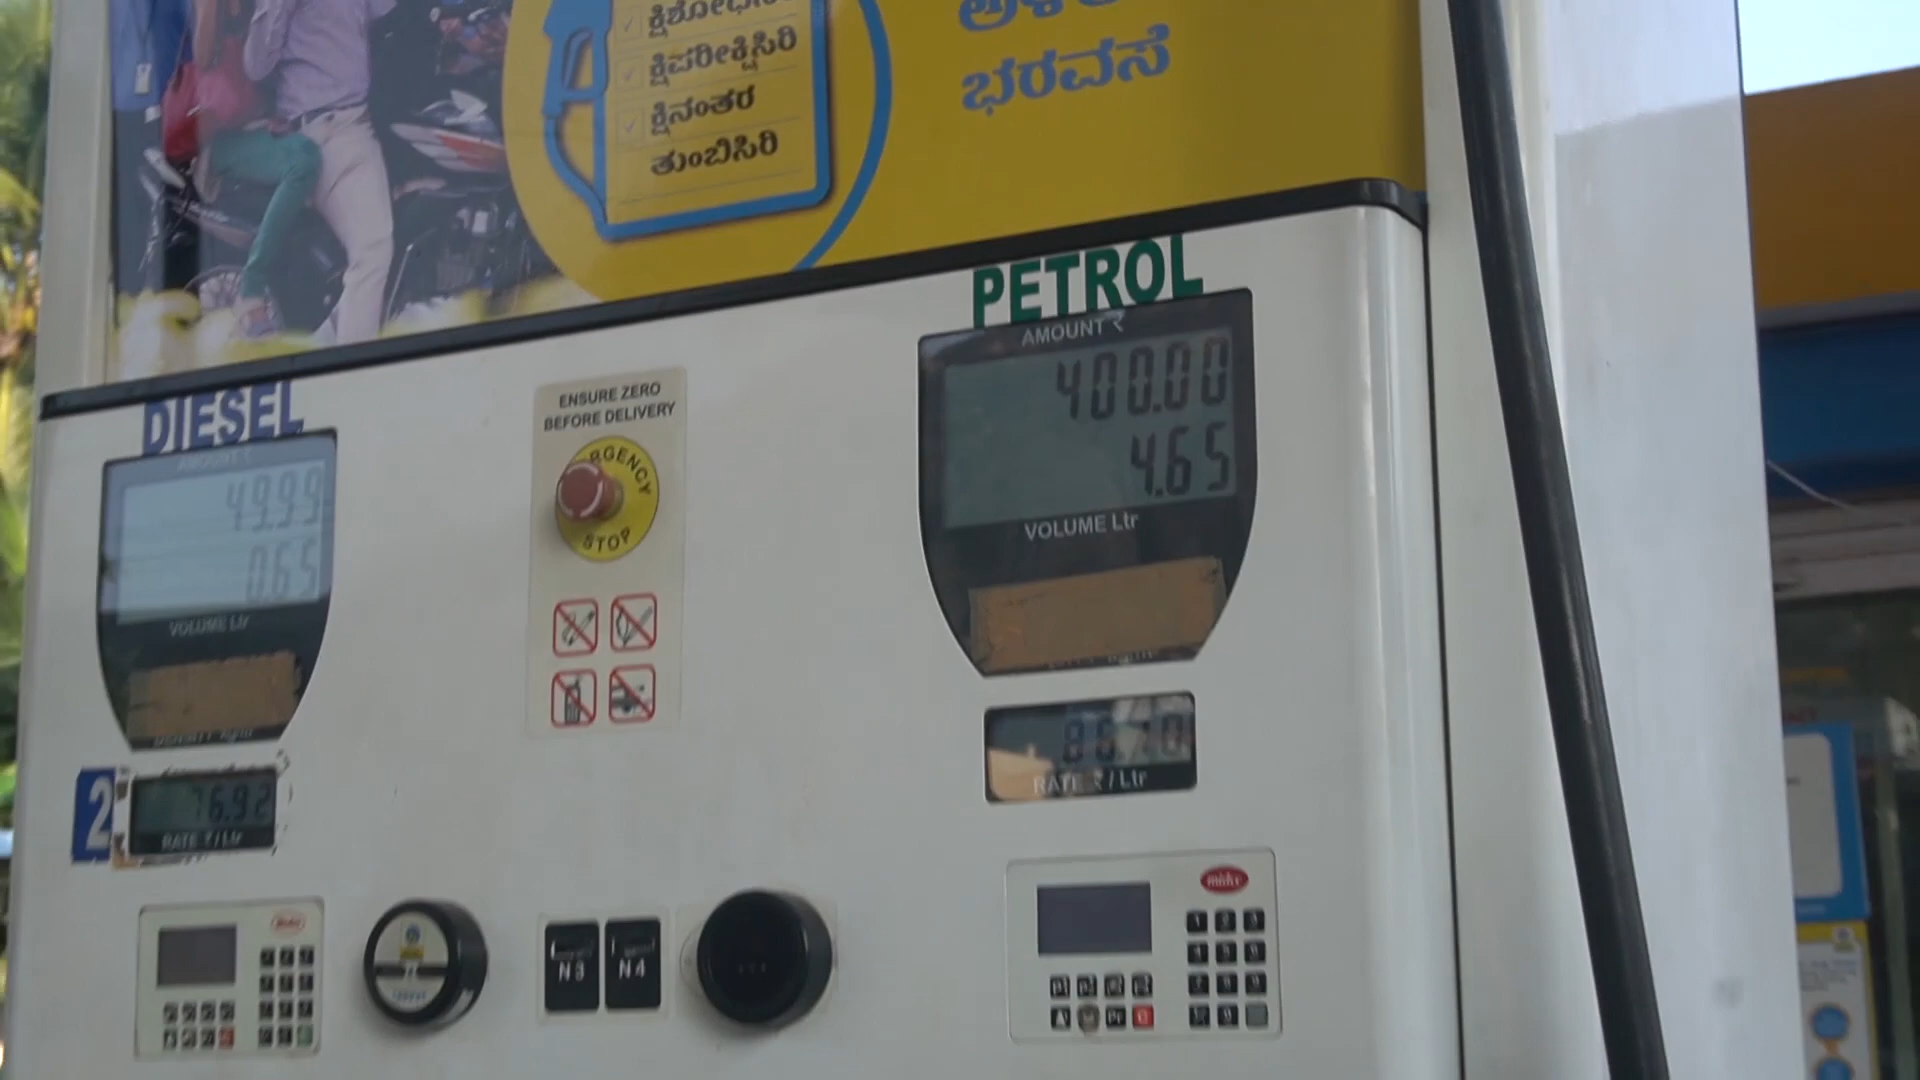 ಕ್ಷಿಪರೀಕ್ಷಿಸಿರಿ
ಕ್ಷಿನಂತರ
ತುಂಬಿಸಿರಿ
ಭರವಸೆ
PETROL
AMOUNT ₹
400.00
4.65
VOLUME Ltr
RATE ₹ / Ltr
DIESEL
AMOUNT ₹
49.99
0.65
VOLUME Ltr
2
76.92
RATE ₹ / Ltr
ENSURE ZERO
BEFORE DELIVERY
STOP
N3
N4